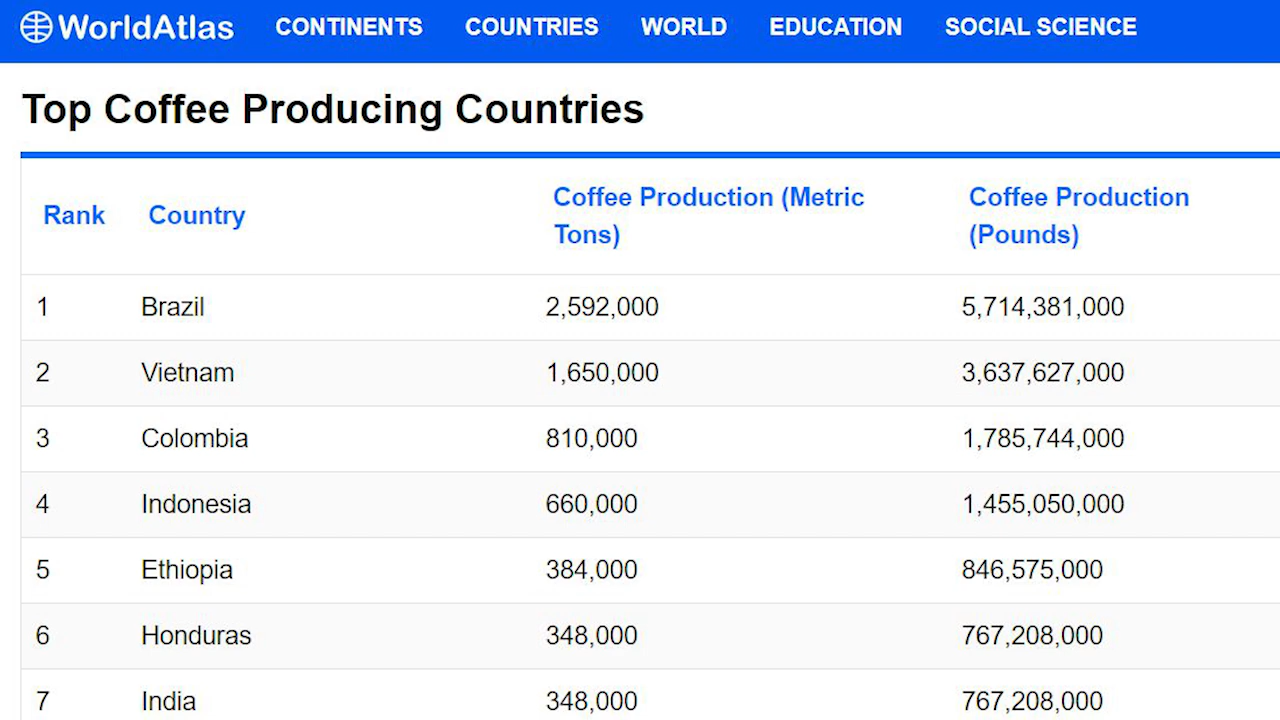 WorldAtlas CONTINENTS COUNTRIES WORLD EDUCATION SOCIAL SCIENCE
Top Coffee Producing Countries
Rank Country Coffee Production (Metric Tons) Coffee Production (Pounds)
1 Brazil 2,592,000 5,714,381,000
2 Vietnam 1,650,000 3,637,627,000
3 Colombia 810,000 1,785,744,000
4 Indonesia 660,000 1,455,050,000
5 Ethiopia 384,000 846,575,000
6 Honduras 348,000 767,208,000
7 India 348,000 767,208,000